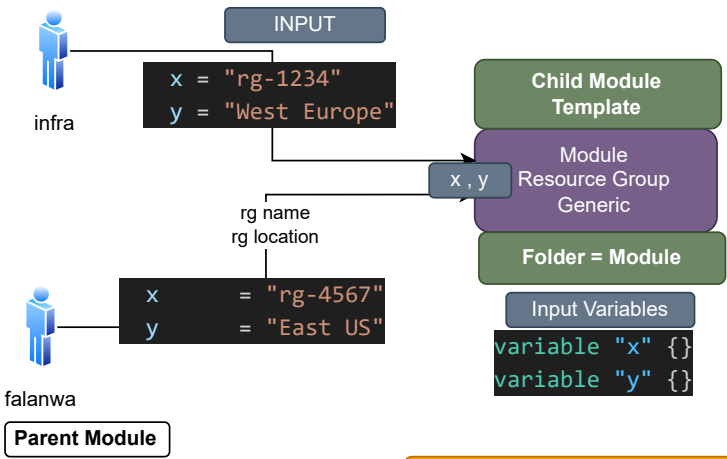 INPUT
x = "rg-1234"
y = "West Europe"
infra
Child Module
Template
Module
Resource Group
Generic
x , y
rg name
rg location
Folder = Module
x = "rg-4567"
y = "East US"
Input Variables
variable "x" {}
variable "y" {}
falanwa
Parent Module